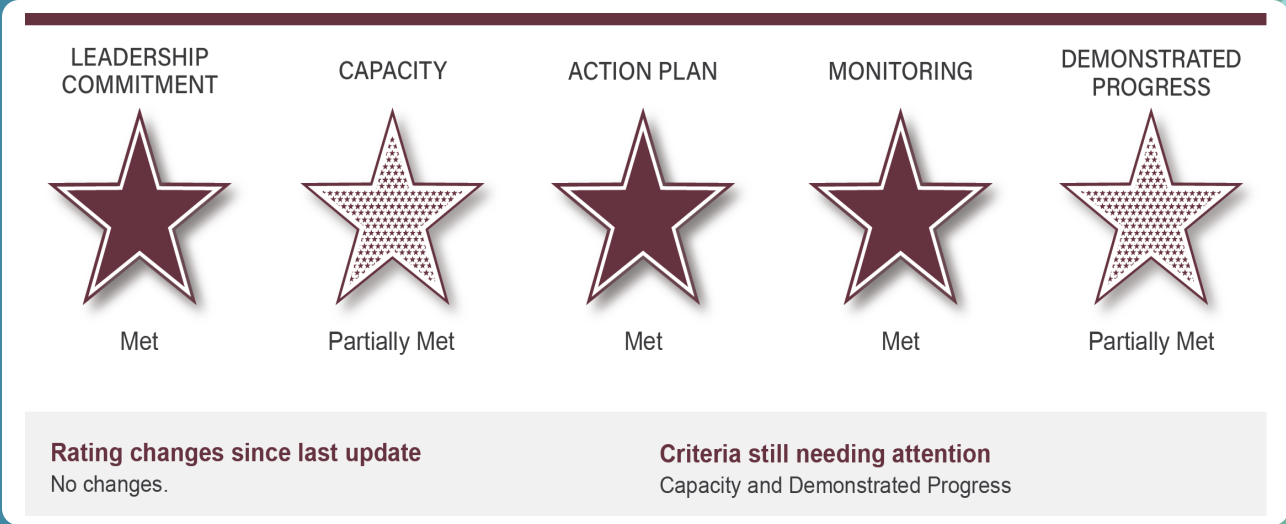 LEADERSHIP
COMMITMENT
CAPACITY
ACTION PLAN
MONITORING
DEMONSTRATED
PROGRESS
Met
Partially Met
Met
Met
Partially Met
Rating changes since last update
No changes.
Criteria still needing attention
Capacity and Demonstrated Progress